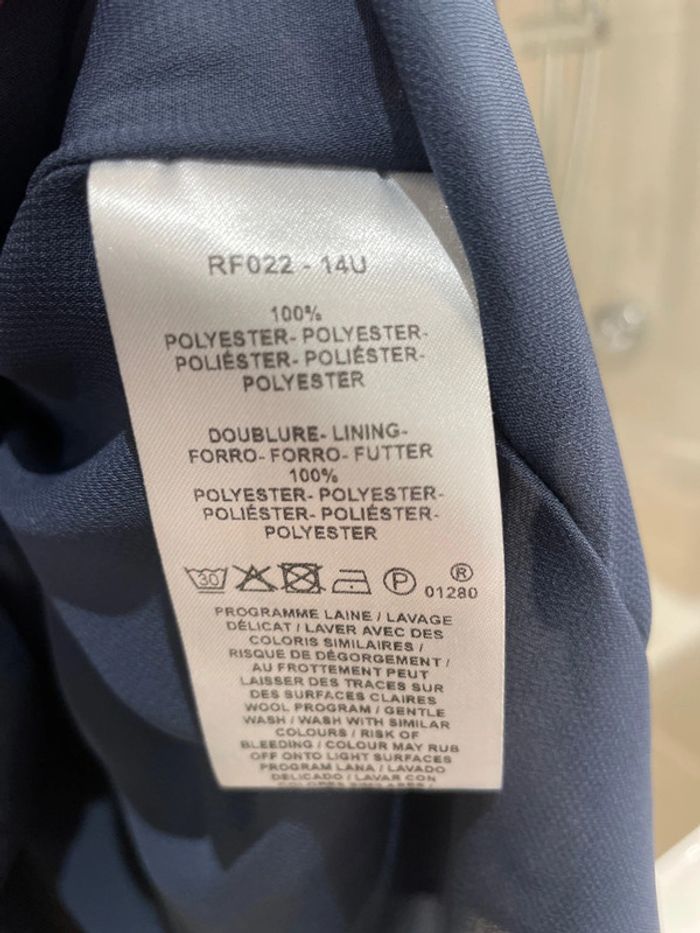 RF022 - 14U
100%
POLYESTER- POLYESTER-
POLIÉSTER- POLIÉSTER-
POLYESTER
DOUBLURE- LINING-
FORRO- FORRO- FUTTER
100%
POLYESTER- POLYESTER-
POLIÉSTER- POLIÉSTER-
POLYESTER
30 P ®
01280
PROGRAMME LAINE / LAVAGE
DÉLICAT / LAVER AVEC DES
COLORIS SIMILAIRES /
RISQUE DE DÉGORGEMENT /
AU FROTTEMENT PEUT
LAISSER DES TRACES SUR
DES SURFACES CLAIRES
WOOL PROGRAM / GENTLE
WASH / WASH WITH SIMILAR
COLOURS / RISK OF
BLEEDING / COLOUR MAY RUB
OFF ONTO LIGHT SURFACES
PROGRAM LANA / LAVADO
DELICADO / LAVAR CON